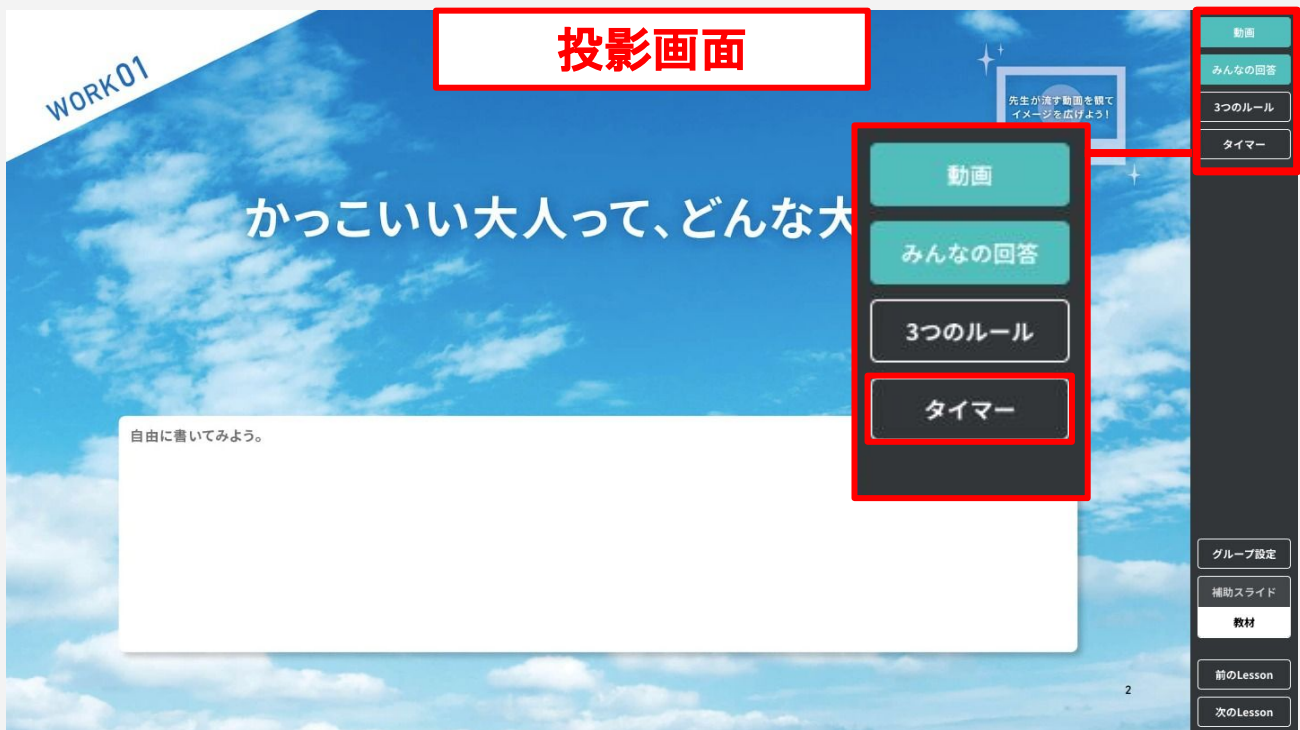 投影画面
WORK01
先生が流す動画を観て
イメージを広げよう!
かっこいい大人って、どんな大
自由に書いてみよう。
動画
みんなの回答
3つのルール
タイマー
動画
みんなの回答
3つのルール
タイマー
グループ設定
補助スライド
教材
前のLesson
次のLesson
2